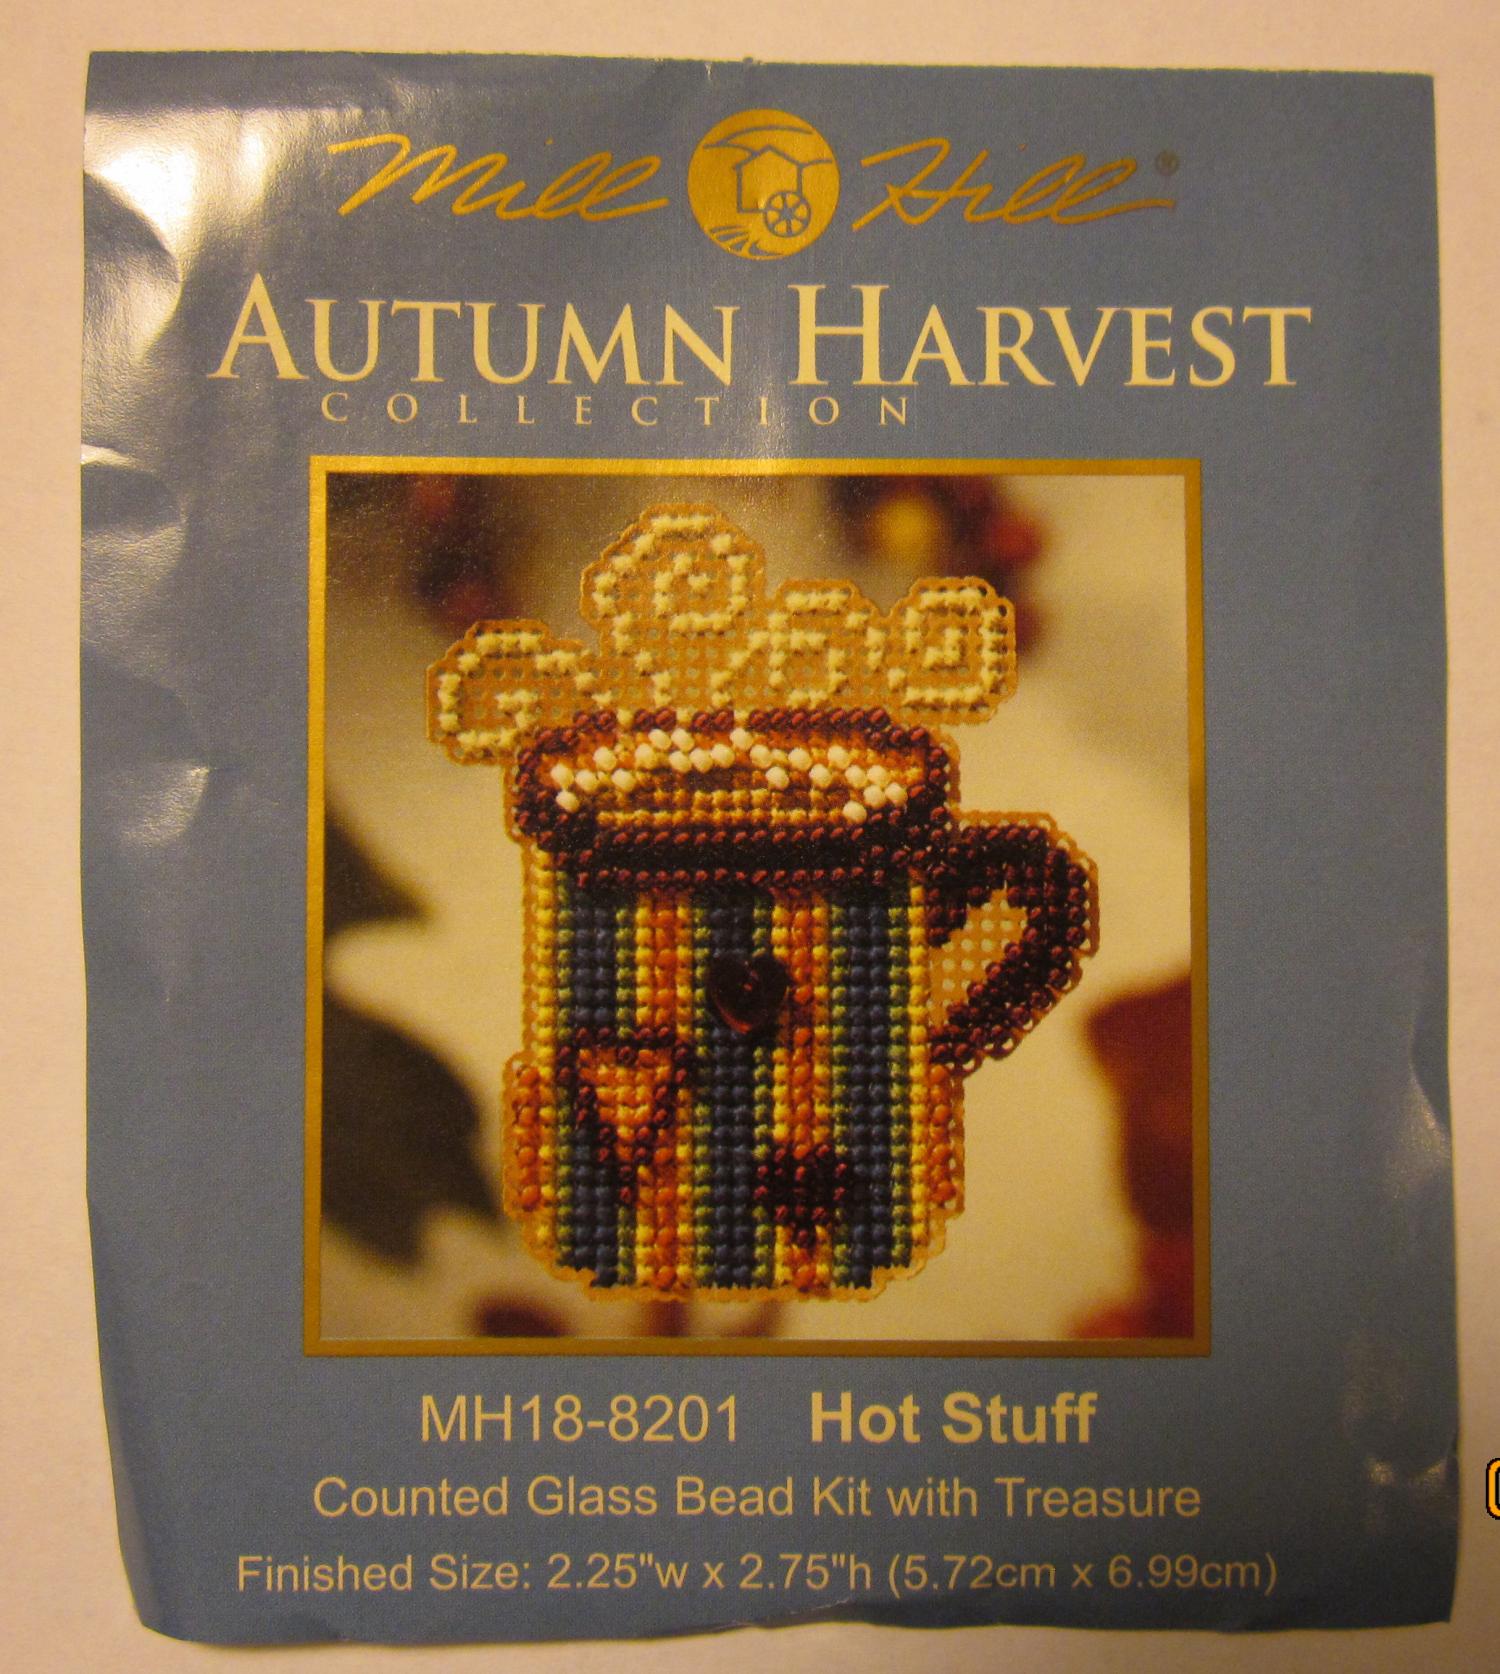 Mill Hill®
AUTUMN HARVEST
COLLECTION
MH18-8201 Hot Stuff
Counted Glass Bead Kit with Treasure
Finished Size: 2.25"w x 2.75"h (5.72cm x 6.99cm)